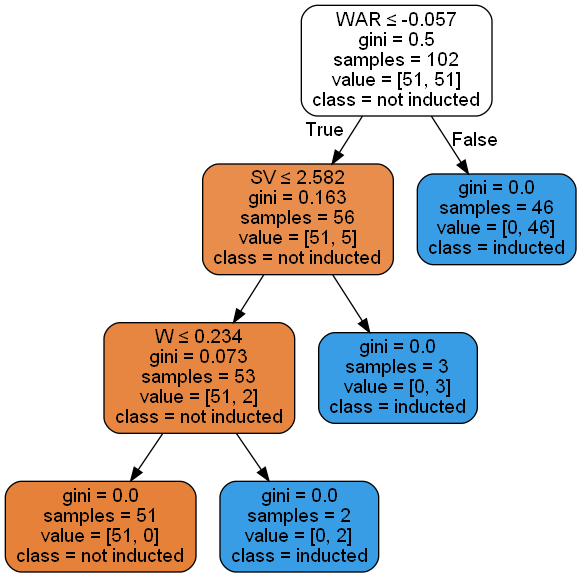 WAR ≤ -0.057
gini = 0.5
samples = 102
value = [51, 51]
class = not inducted
True
False
SV ≤ 2.582
gini = 0.163
samples = 56
value = [51, 5]
class = not inducted
gini = 0.0
samples = 46
value = [0, 46]
class = inducted
W ≤ 0.234
gini = 0.073
samples = 53
value = [51, 2]
class = not inducted
gini = 0.0
samples = 3
value = [0, 3]
class = inducted
gini = 0.0
samples = 51
value = [51, 0]
class = not inducted
gini = 0.0
samples = 2
value = [0, 2]
class = inducted